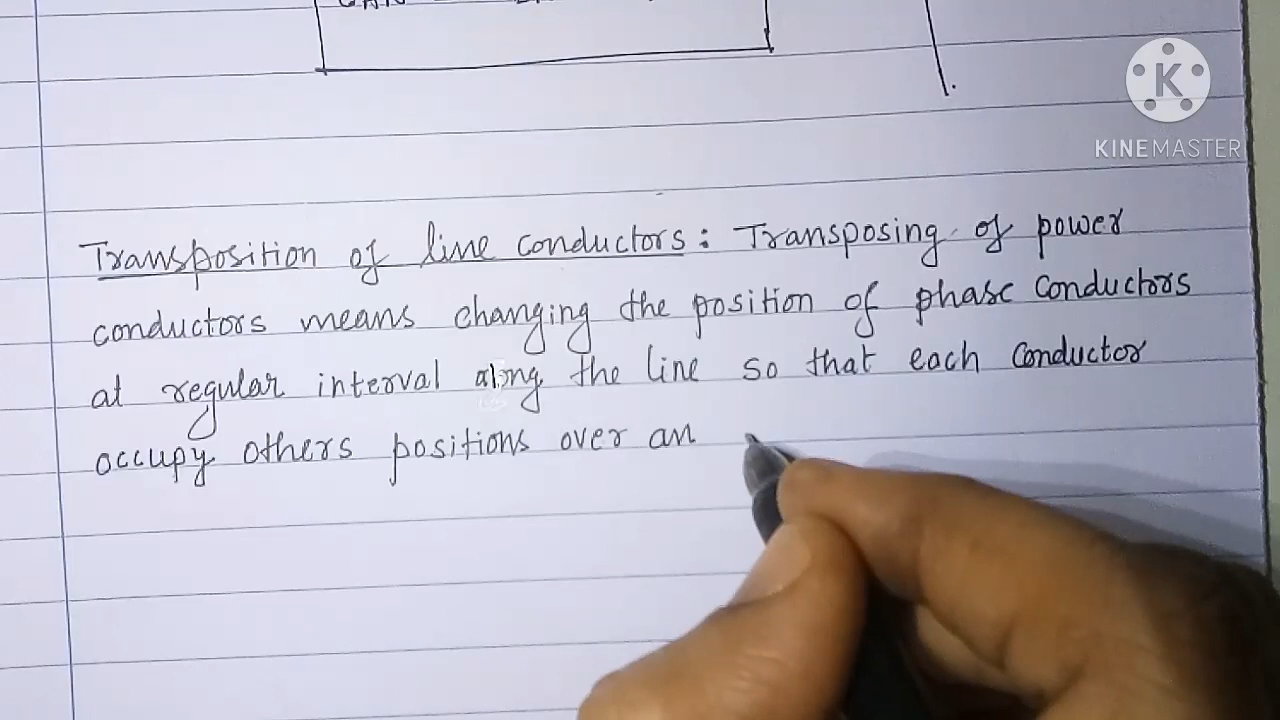 K
KINEMASTER
Transposition of line conductors: Transposing of power
conductors means changing the position of phase conductors
at regular interval along the line so that each conductor
occupy others positions over an